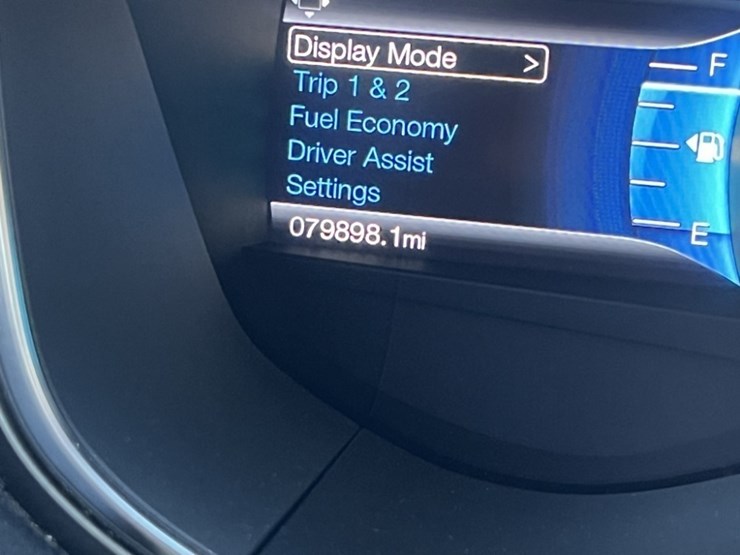 Display Mode >
F
Trip 1 & 2
Fuel Economy
Driver Assist
Settings
E
079898.1mi